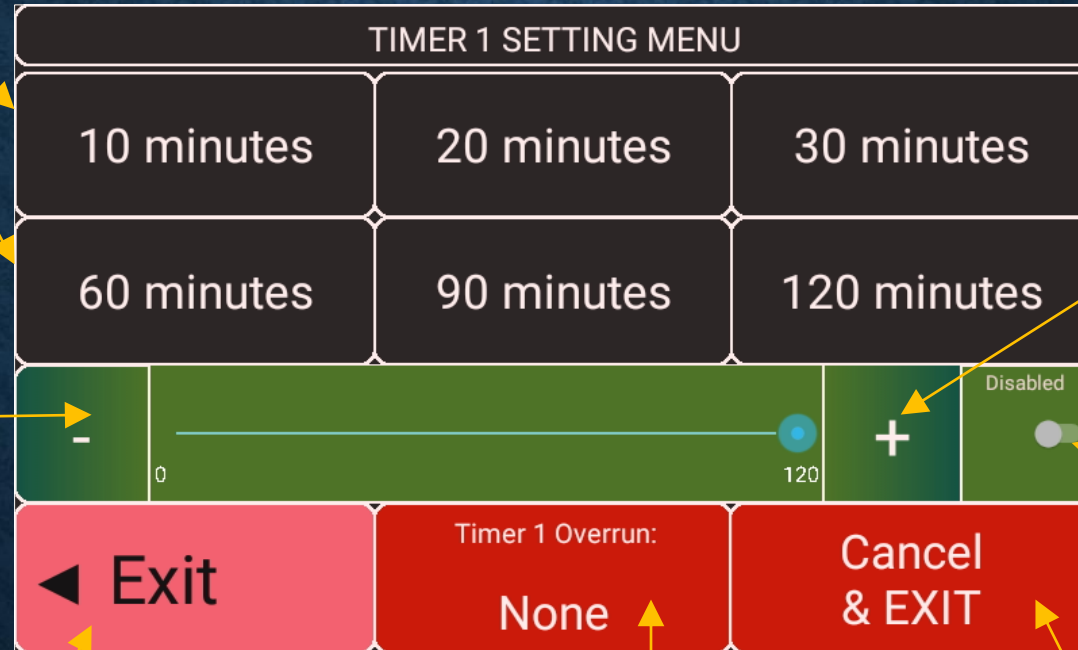 TIMER 1 SETTING MENU
10 minutes
20 minutes
30 minutes
60 minutes
90 minutes
120 minutes
Disabled
-
+
0
120
Timer 1 Overrun:
◀ Exit
None
Cancel
& EXIT